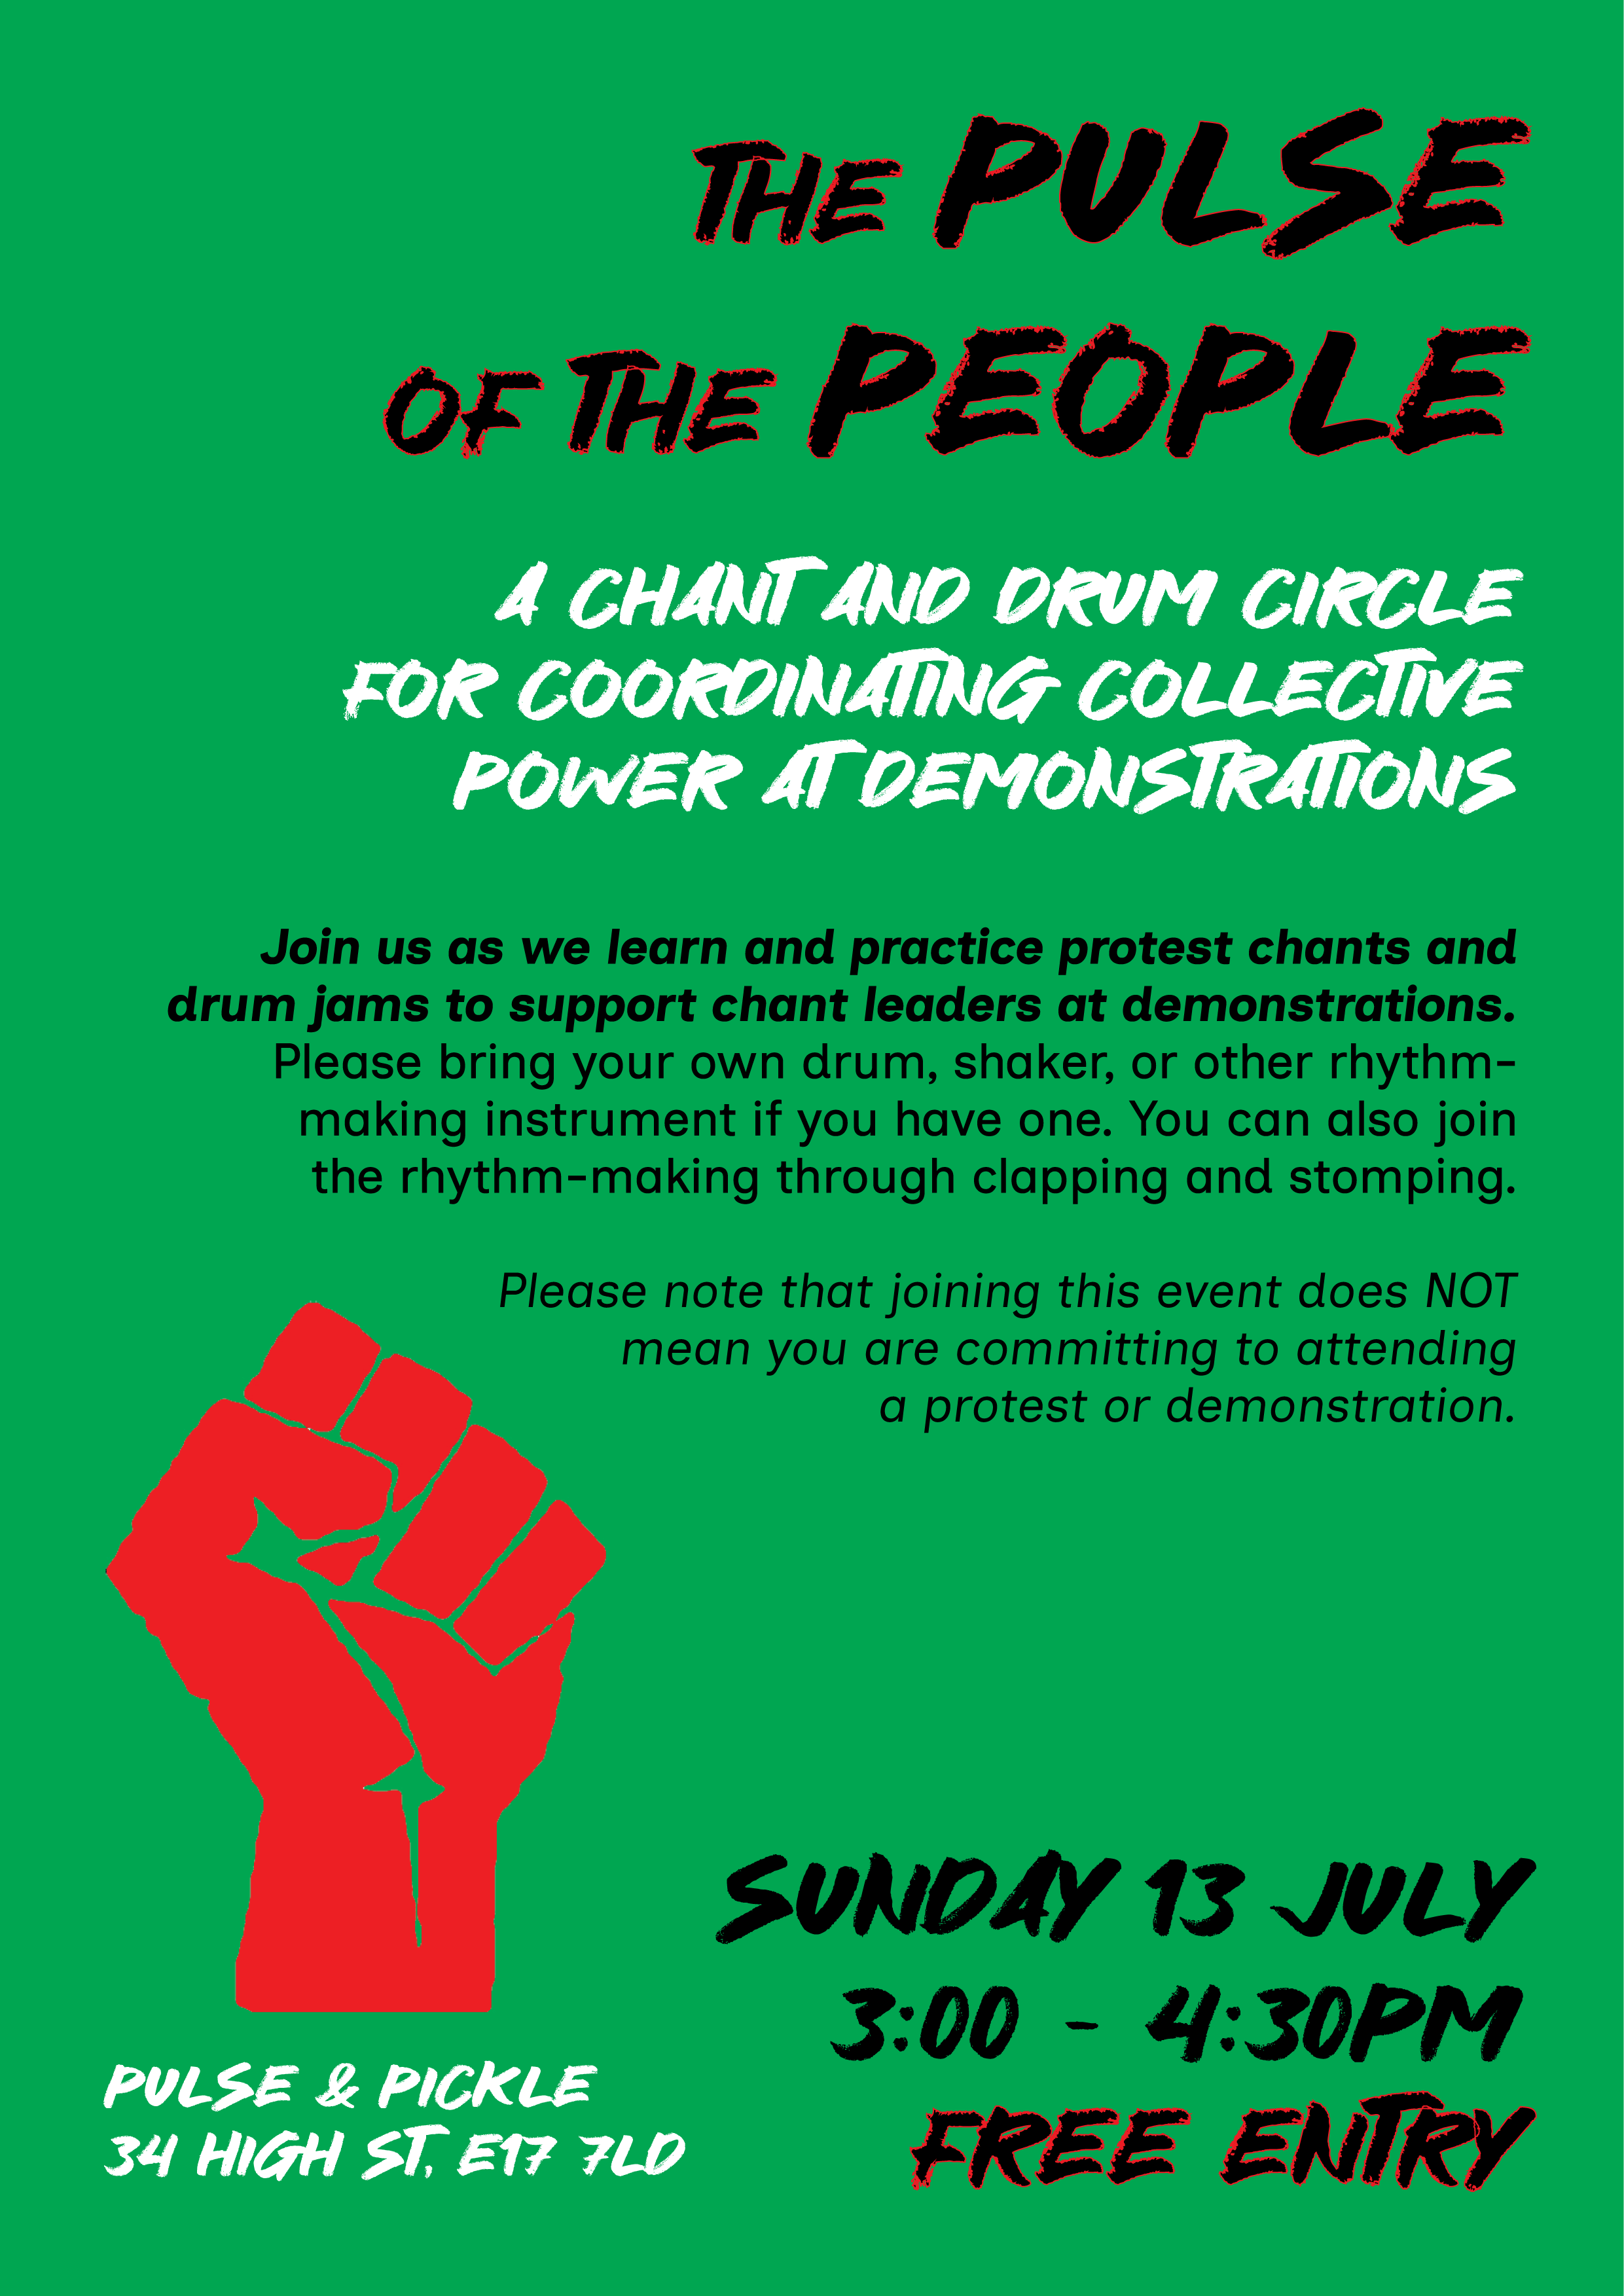 THE PULSE
OF THE PEOPLE
A CHANT AND DRUM CIRCLE
FOR COORDINATING COLLECTIVE
POWER AT DEMONSTRATIONS
Join us as we learn and practice protest chants and
drum jams to support chant leaders at demonstrations.
Please bring your own drum, shaker, or other rhythm-
making instrument if you have one. You can also join
the rhythm-making through clapping and stomping.
Please note that joining this event does NOT
mean you are committing to attending
a protest or demonstration.
SUNDAY 13 JULY
3:00 - 4:30PM
FREE ENTRY
PULSE & PICKLE
34 HIGH ST, E17 7LD